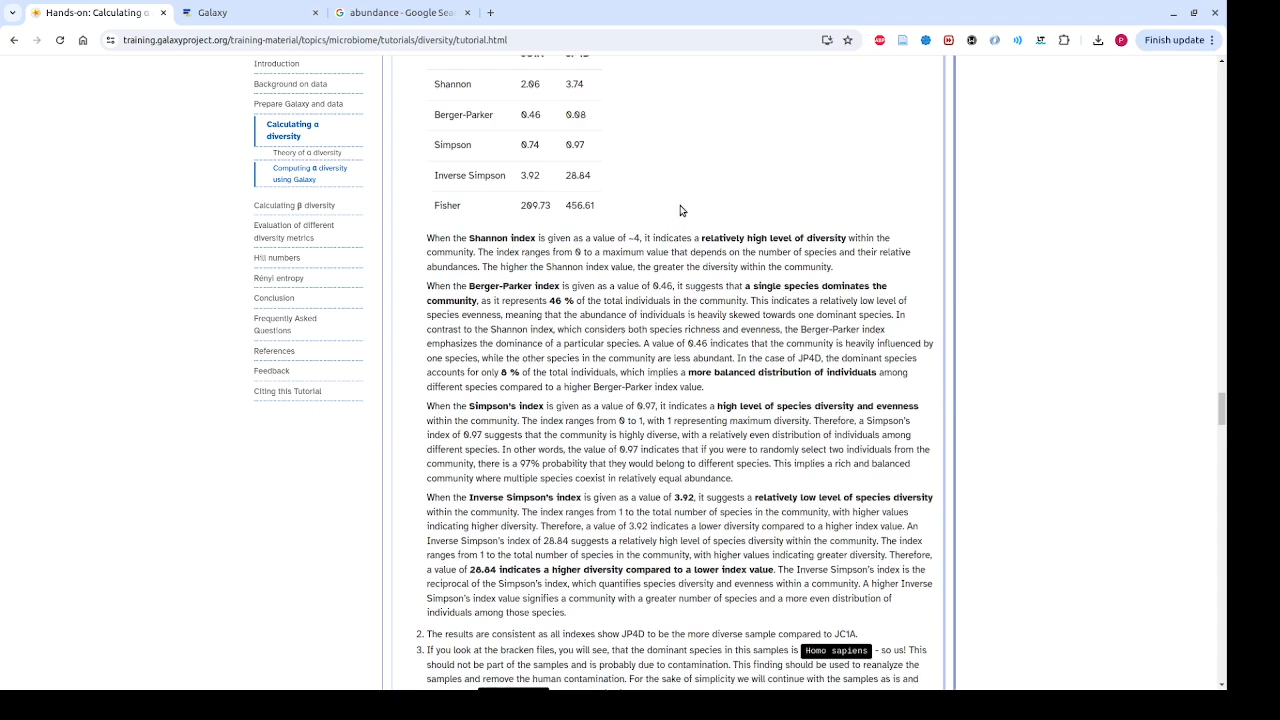 Hands-on: Calculating α
Galaxy
abundance - Google Sea
training.galaxyproject.org/training-material/topics/microbiome/tutorials/diversity/tutorial.html
Finish update
Introduction
Background on data
Prepare Galaxy and data
Calculating α
diversity
Theory of α diversity
Computing α diversity
using Galaxy
Calculating β diversity
Evaluation of different
diversity metrics
Hill numbers
Rényi entropy
Conclusion
Frequently Asked
Questions
References
Feedback
Citing this Tutorial
Shannon 2.06 3.74
Berger-Parker 0.46 0.08
Simpson 0.74 0.97
Inverse Simpson 3.92 28.84
Fisher 209.73 456.61
When the Shannon index is given as a value of ~4, it indicates a relatively high level of diversity within the
community. The index ranges from 0 to a maximum value that depends on the number of species and their relative
abundances. The higher the Shannon index value, the greater the diversity within the community.
When the Berger-Parker index is given as a value of 0.46, it suggests that a single species dominates the
community, as it represents 46 % of the total individuals in the community. This indicates a relatively low level of
species evenness, meaning that the abundance of individuals is heavily skewed towards one dominant species. In
contrast to the Shannon index, which considers both species richness and evenness, the Berger-Parker index
emphasizes the dominance of a particular species. A value of 0.46 indicates that the community is heavily influenced by
one species, while the other species in the community are less abundant. In the case of JP4D, the dominant species
accounts for only 8 % of the total individuals, which implies a more balanced distribution of individuals among
different species compared to a higher Berger-Parker index value.
When the Simpson's index is given as a value of 0.97, it indicates a high level of species diversity and evenness
within the community. The index ranges from 0 to 1, with 1 representing maximum diversity. Therefore, a Simpson's
index of 0.97 suggests that the community is highly diverse, with a relatively even distribution of individuals among
different species. In other words, the value of 0.97 indicates that if you were to randomly select two individuals from the
community, there is a 97% probability that they would belong to different species. This implies a rich and balanced
community where multiple species coexist in relatively equal abundance.
When the Inverse Simpson's index is given as a value of 3.92, it suggests a relatively low level of species diversity
within the community. The index ranges from 1 to the total number of species in the community, with higher values
indicating higher diversity. Therefore, a value of 3.92 indicates a lower diversity compared to a higher index value. An
Inverse Simpson's index of 28.84 suggests a relatively high level of species diversity within the community. The index
ranges from 1 to the total number of species in the community, with higher values indicating greater diversity. Therefore,
a value of 28.84 indicates a higher diversity compared to a lower index value. The Inverse Simpson's index is the
reciprocal of the Simpson's index, which quantifies species diversity and evenness within a community. A higher Inverse
Simpson's index value signifies a community with a greater number of species and a more even distribution of
individuals among those species.
2. The results are consistent as all indexes show JP4D to be the more diverse sample compared to JC1A.
3. If you look at the bracken files, you will see, that the dominant species in this samples is Homo sapiens - so us! This
should not be part of the samples and is probably due to contamination. This finding should be used to reanalyze the
samples and remove the human contamination. For the sake of simplicity we will continue with the samples as is and